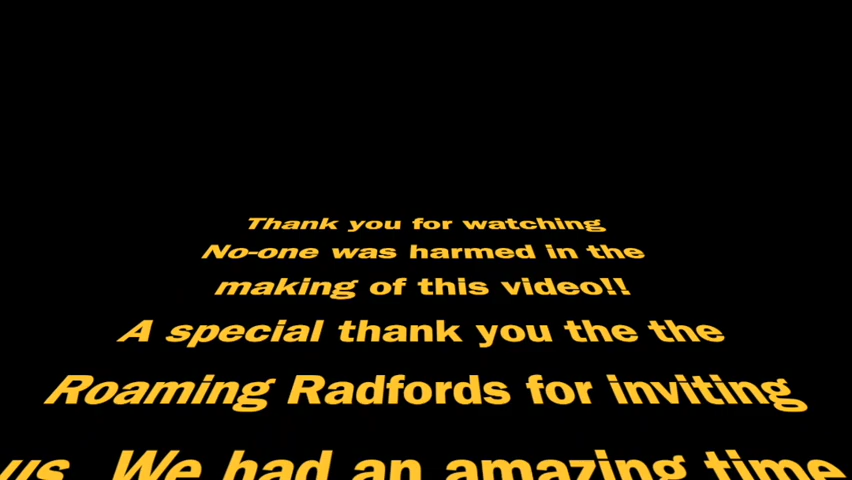 Thank you for watching
No-one was harmed in the
making of this video!!
A special thank you the the
Roaming Radfords for inviting
us. We had an amazing time